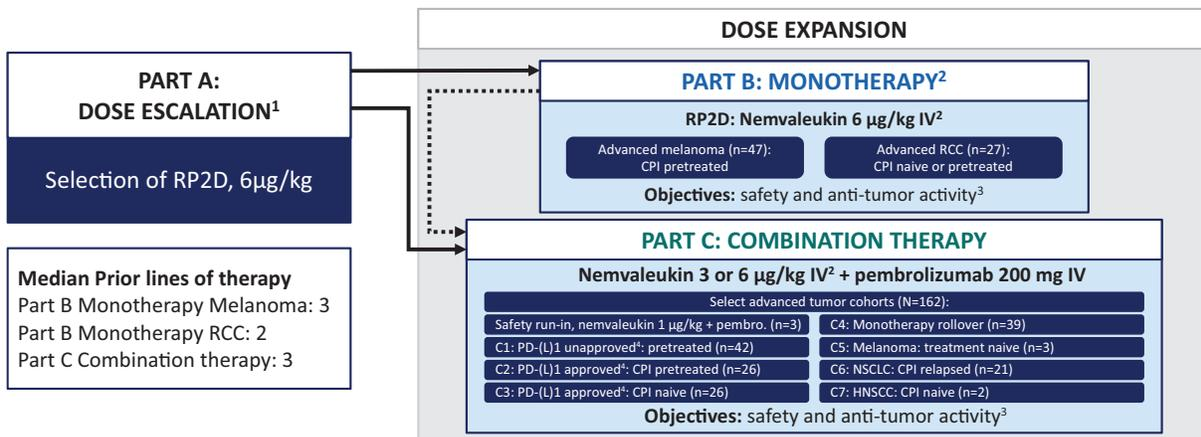 DOSE EXPANSION
PART A:
DOSE ESCALATION¹
Selection of RP2D, 6µg/kg
Median Prior lines of therapy
Part B Monotherapy Melanoma: 3
Part B Monotherapy RCC: 2
Part C Combination therapy: 3
PART B: MONOTHERAPY²
RP2D: Nemvaleukin 6 µg/kg IV²
Advanced melanoma (n=47):
CPI pretreated
Advanced RCC (n=27):
CPI naive or pretreated
Objectives: safety and anti-tumor activity³
PART C: COMBINATION THERAPY
Nemvaleukin 3 or 6 µg/kg IV² + pembrolizumab 200 mg IV
Select advanced tumor cohorts (N=162):
Safety run-in, nemvaleukin 1 µg/kg + pembro. (n=3)
C1: PD-(L)1 unapproved⁴: pretreated (n=42)
C2: PD-(L)1 approved⁴: CPI pretreated (n=26)
C3: PD-(L)1 approved⁴: CPI naive (n=26)
C4: Monotherapy rollover (n=39)
C5: Melanoma: treatment naive (n=3)
C6: NSCLC: CPI relapsed (n=21)
C7: HNSCC: CPI naive (n=2)
Objectives: safety and anti-tumor activity³